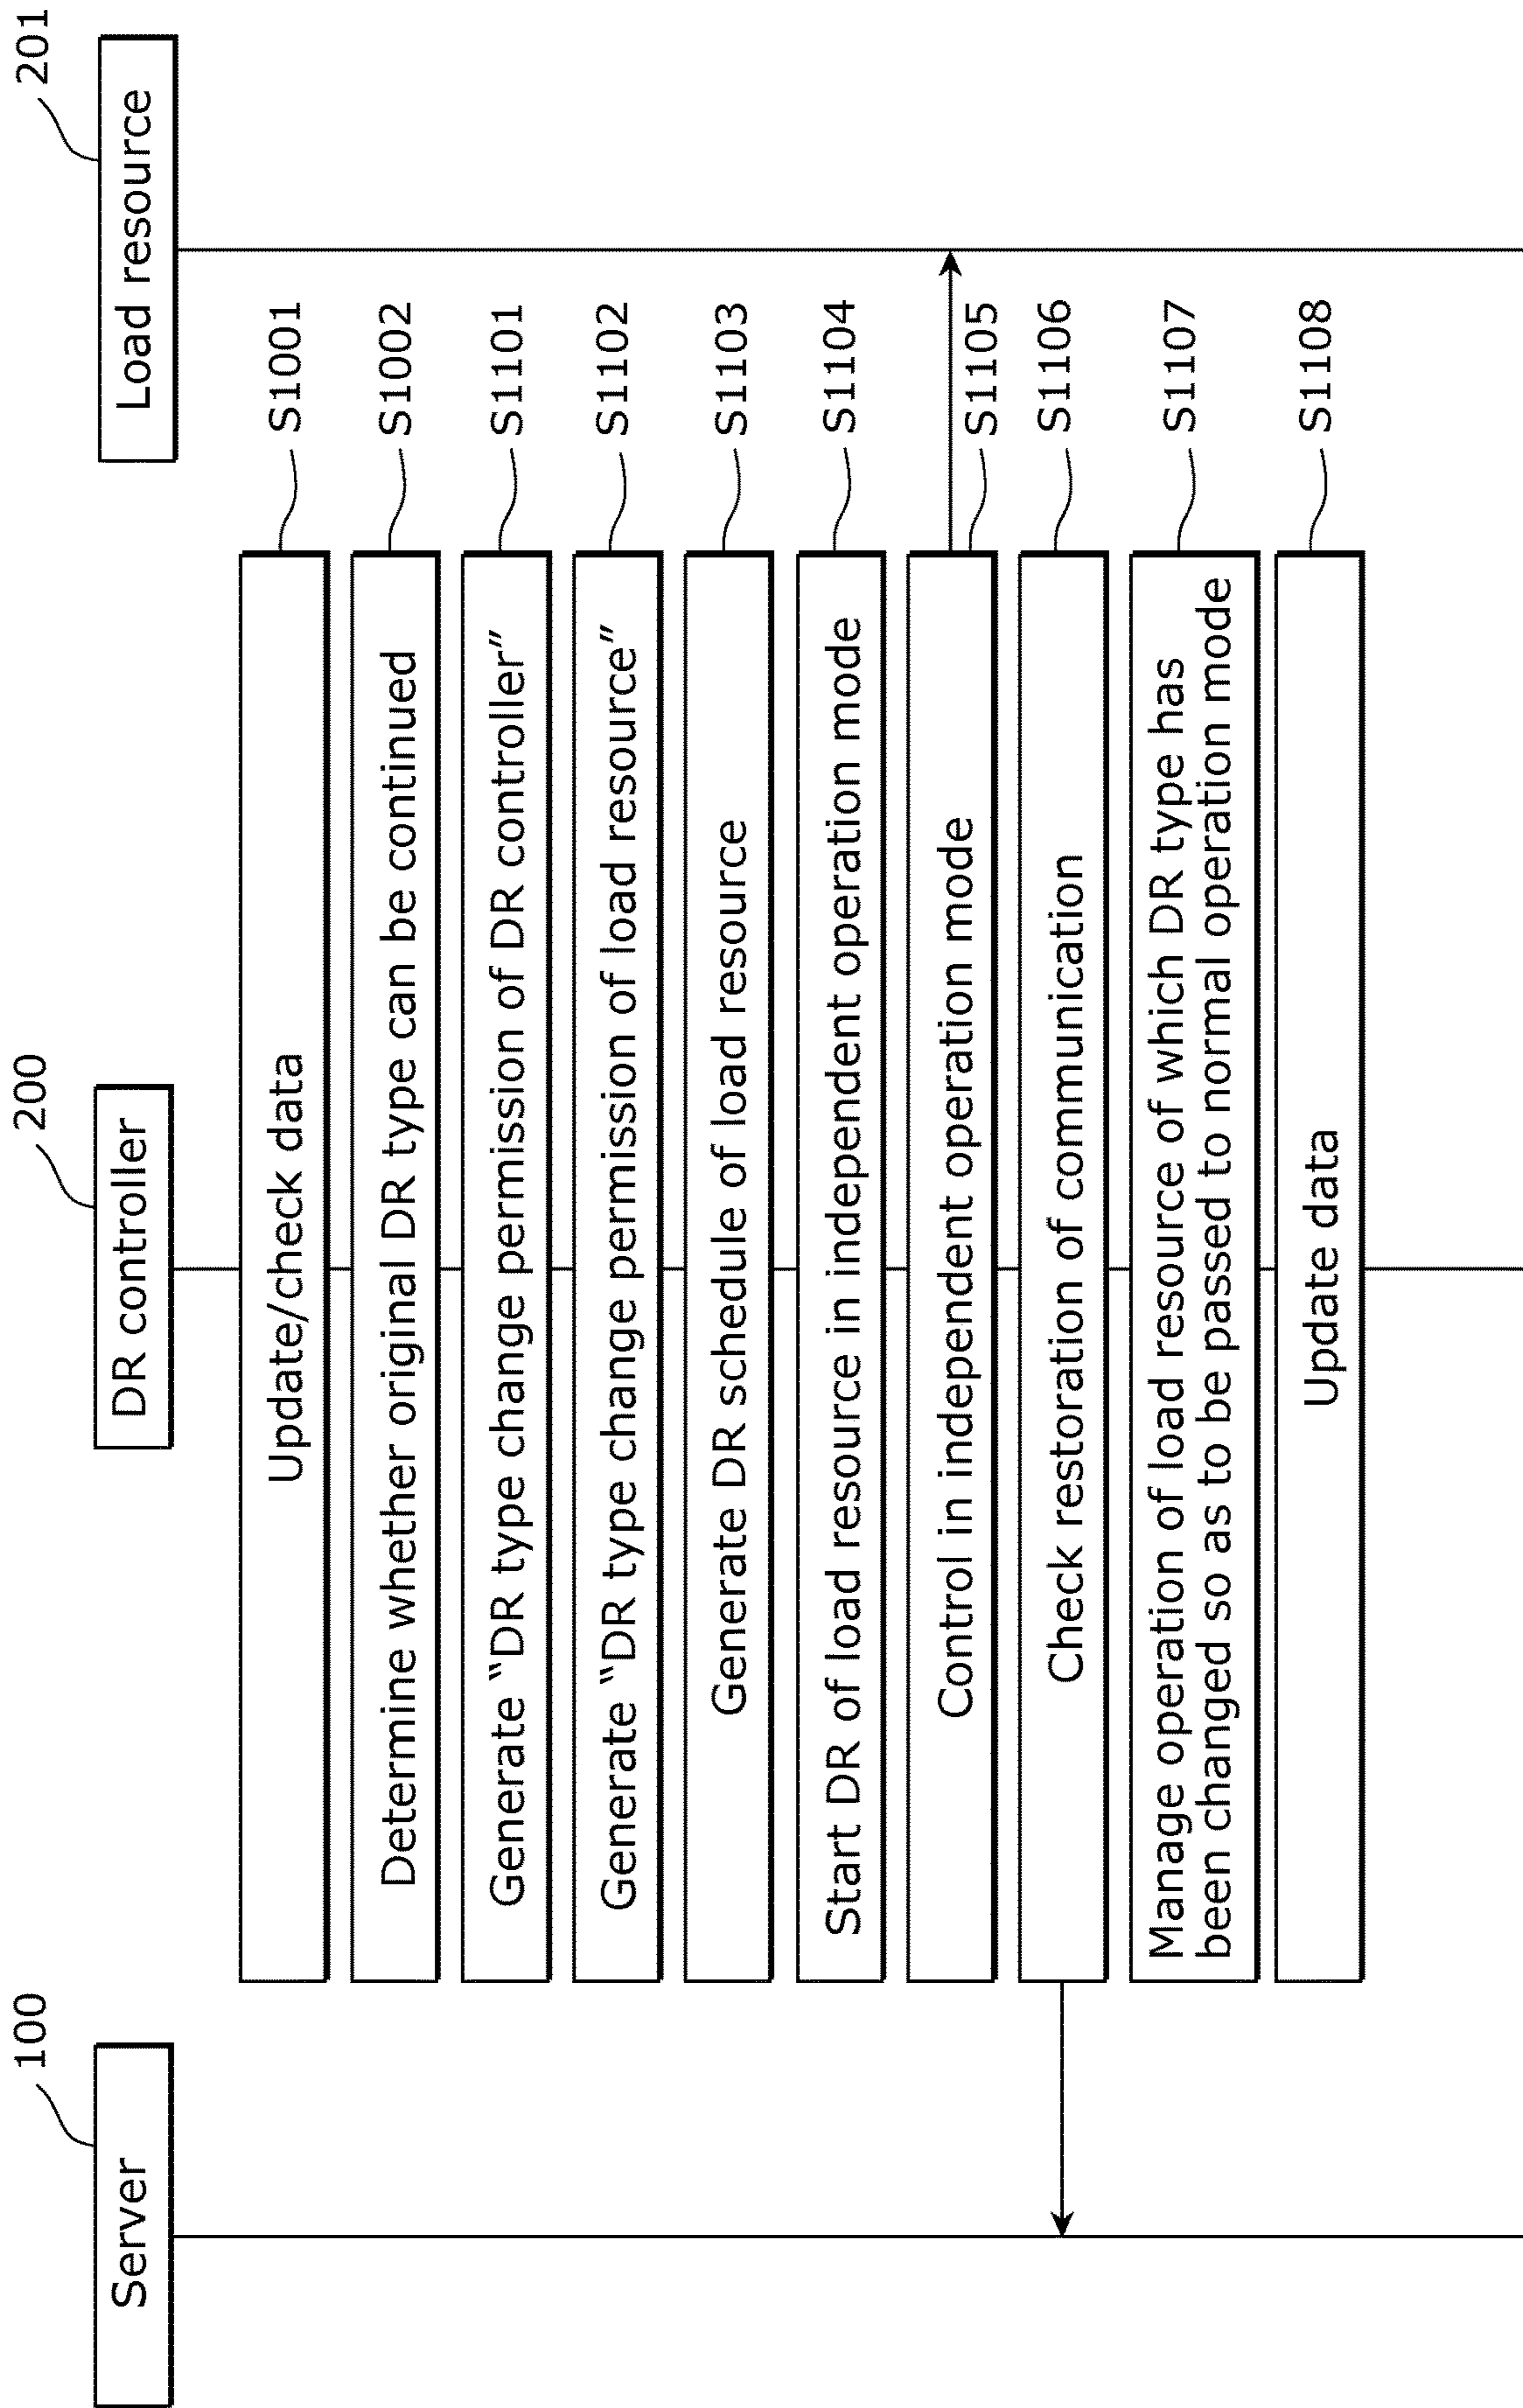 100
Server
200
DR controller
201
Load resource
Update/check data
S1001
Determine whether original DR type can be continued
S1002
Generate “DR type change permission of DR controller”
S1101
Generate “DR type change permission of load resource”
S1102
Generate DR schedule of load resource
S1103
Start DR of load resource in independent operation mode
S1104
Control in independent operation mode
S1105
Check restoration of communication
S1106
Manage operation of load resource of which DR type has
been changed so as to be passed to normal operation mode
S1107
Update data
S1108